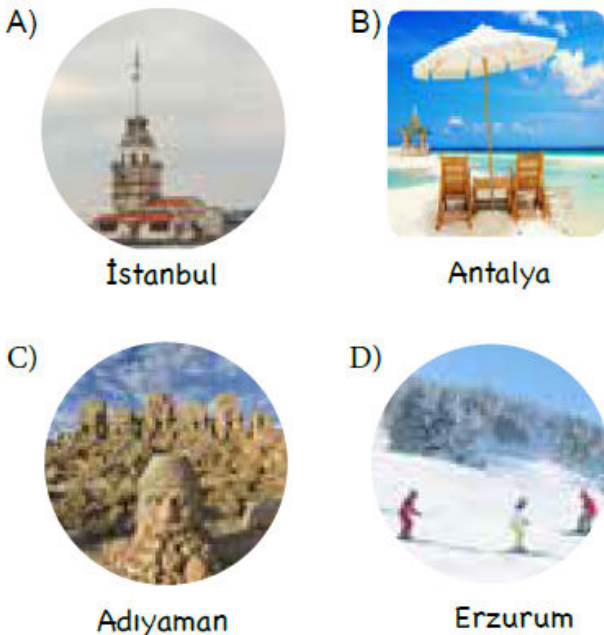 A)
B)
İstanbul
Antalya
C)
D)
Adıyaman
Erzurum